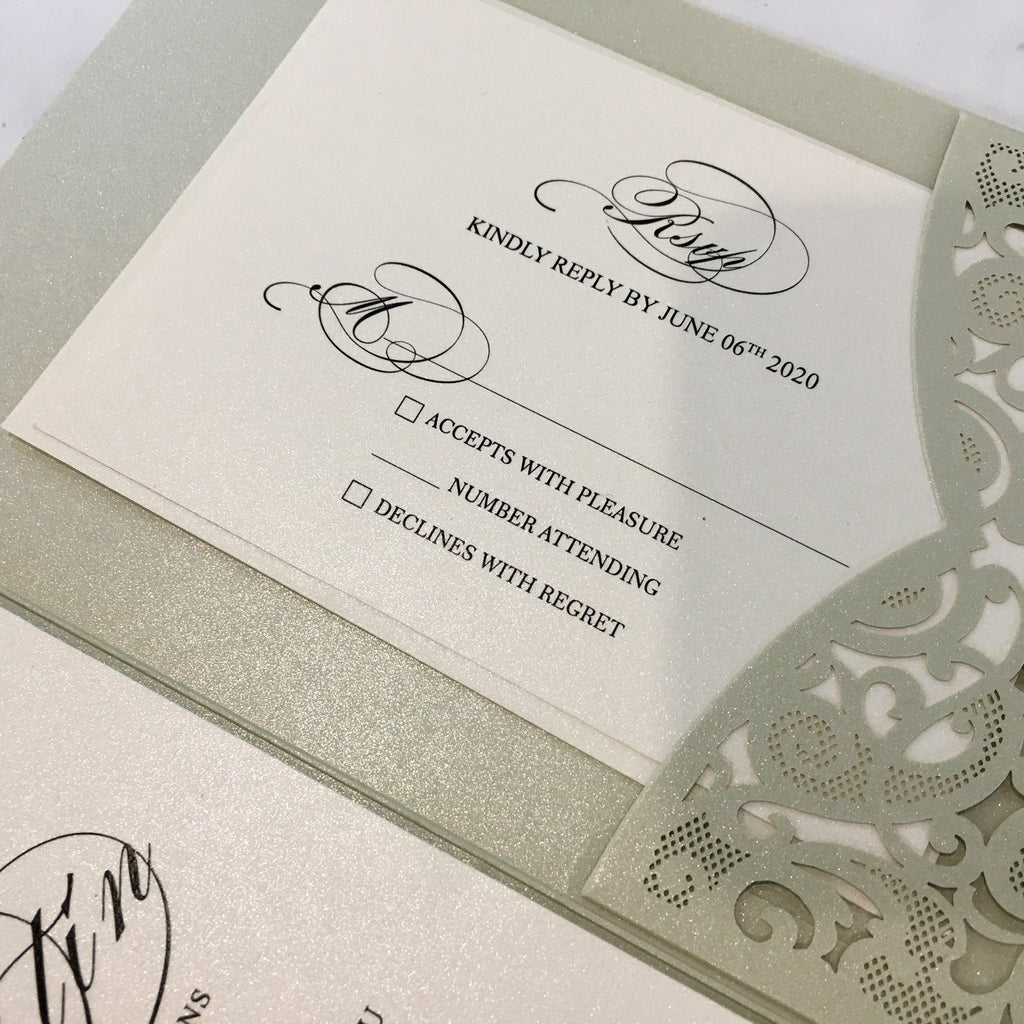 Rsvp
KINDLY REPLY BY JUNE 06TH 2020
M
ACCEPTS WITH PLEASURE
NUMBER ATTENDING
DECLINES WITH REGRET